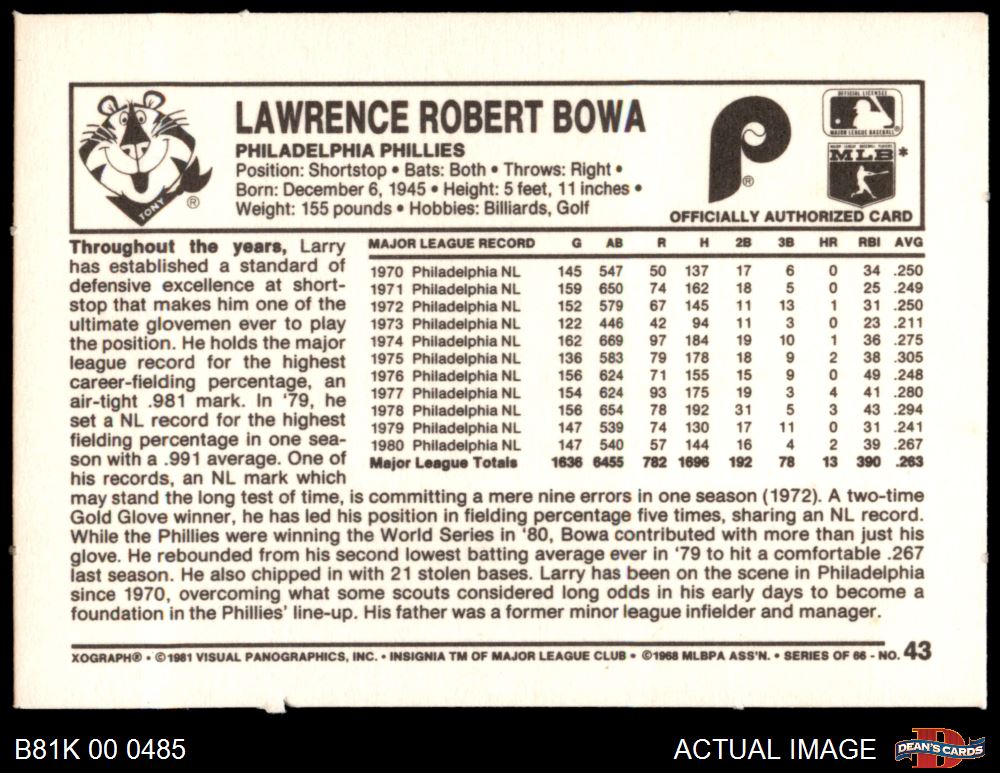 LAWRENCE ROBERT BOWA
PHILADELPHIA PHILLIES
Position: Shortstop • Bats: Both • Throws: Right •
Born: December 6, 1945 • Height: 5 feet, 11 inches •
Weight: 155 pounds • Hobbies: Billiards, Golf
TONY ®
P ®
OFFICIAL LICENSEE
MAJOR LEAGUE BASEBALL®
MAJOR LEAGUE BASEBALL PLAYERS
MLB*
OFFICIALLY AUTHORIZED CARD
Throughout the years, Larry
has established a standard of
defensive excellence at short-
stop that makes him one of the
ultimate glovemen ever to play
the position. He holds the major
league record for the highest
career-fielding percentage, an
air-tight .981 mark. In '79, he
set a NL record for the highest
fielding percentage in one sea-
son with a .991 average. One of
his records, an NL mark which
MAJOR LEAGUE RECORD G AB R H 2B 3B HR RBI AVG
1970 Philadelphia NL 145 547 50 137 17 6 0 34 .250
1971 Philadelphia NL 159 650 74 162 18 5 0 25 .249
1972 Philadelphia NL 152 579 67 145 11 13 1 31 .250
1973 Philadelphia NL 122 446 42 94 11 3 0 23 .211
1974 Philadelphia NL 162 669 97 184 19 10 1 36 .275
1975 Philadelphia NL 136 583 79 178 18 9 2 38 .305
1976 Philadelphia NL 156 624 71 155 15 9 0 49 .248
1977 Philadelphia NL 154 624 93 175 19 3 4 41 .280
1978 Philadelphia NL 156 654 78 192 31 5 3 43 .294
1979 Philadelphia NL 147 539 74 130 17 11 0 31 .241
1980 Philadelphia NL 147 540 57 144 16 4 2 39 .267
Major League Totals 1636 6455 782 1696 192 78 13 390 .263
may stand the long test of time, is committing a mere nine errors in one season (1972). A two-time
Gold Glove winner, he has led his position in fielding percentage five times, sharing an NL record.
While the Phillies were winning the World Series in '80, Bowa contributed with more than just his
glove. He rebounded from his second lowest batting average ever in '79 to hit a comfortable .267
last season. He also chipped in with 21 stolen bases. Larry has been on the scene in Philadelphia
since 1970, overcoming what some scouts considered long odds in his early days to become a
foundation in the Phillies' line-up. His father was a former minor league infielder and manager.
XOGRAPH® • ©1981 VISUAL PANOGRAPHICS, INC. • INSIGNIA TM OF MAJOR LEAGUE CLUB • ©1968 MLBPA ASS'N. • SERIES OF 66 - NO. 43
B81K 00 0485
ACTUAL IMAGE
D
DEAN'S CARDS